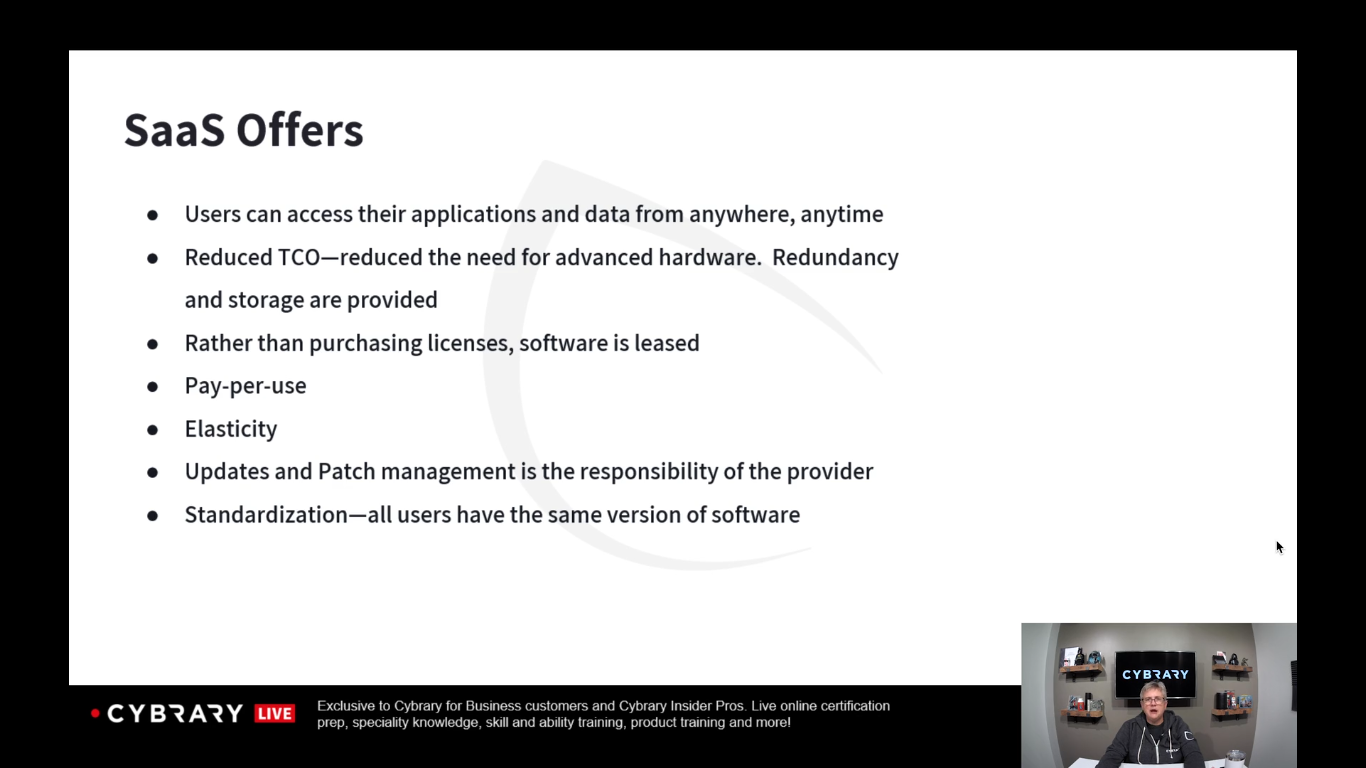 SaaS Offers
● Users can access their applications and data from anywhere, anytime
● Reduced TCO—reduced the need for advanced hardware.  Redundancy
and storage are provided
● Rather than purchasing licenses, software is leased
● Pay-per-use
● Elasticity
● Updates and Patch management is the responsibility of the provider
● Standardization—all users have the same version of software
CYBRARY
CYBRARY LIVE
Exclusive to Cybrary for Business customers and Cybrary Insider Pros. Live online certification
prep, speciality knowledge, skill and ability training, product training and more!